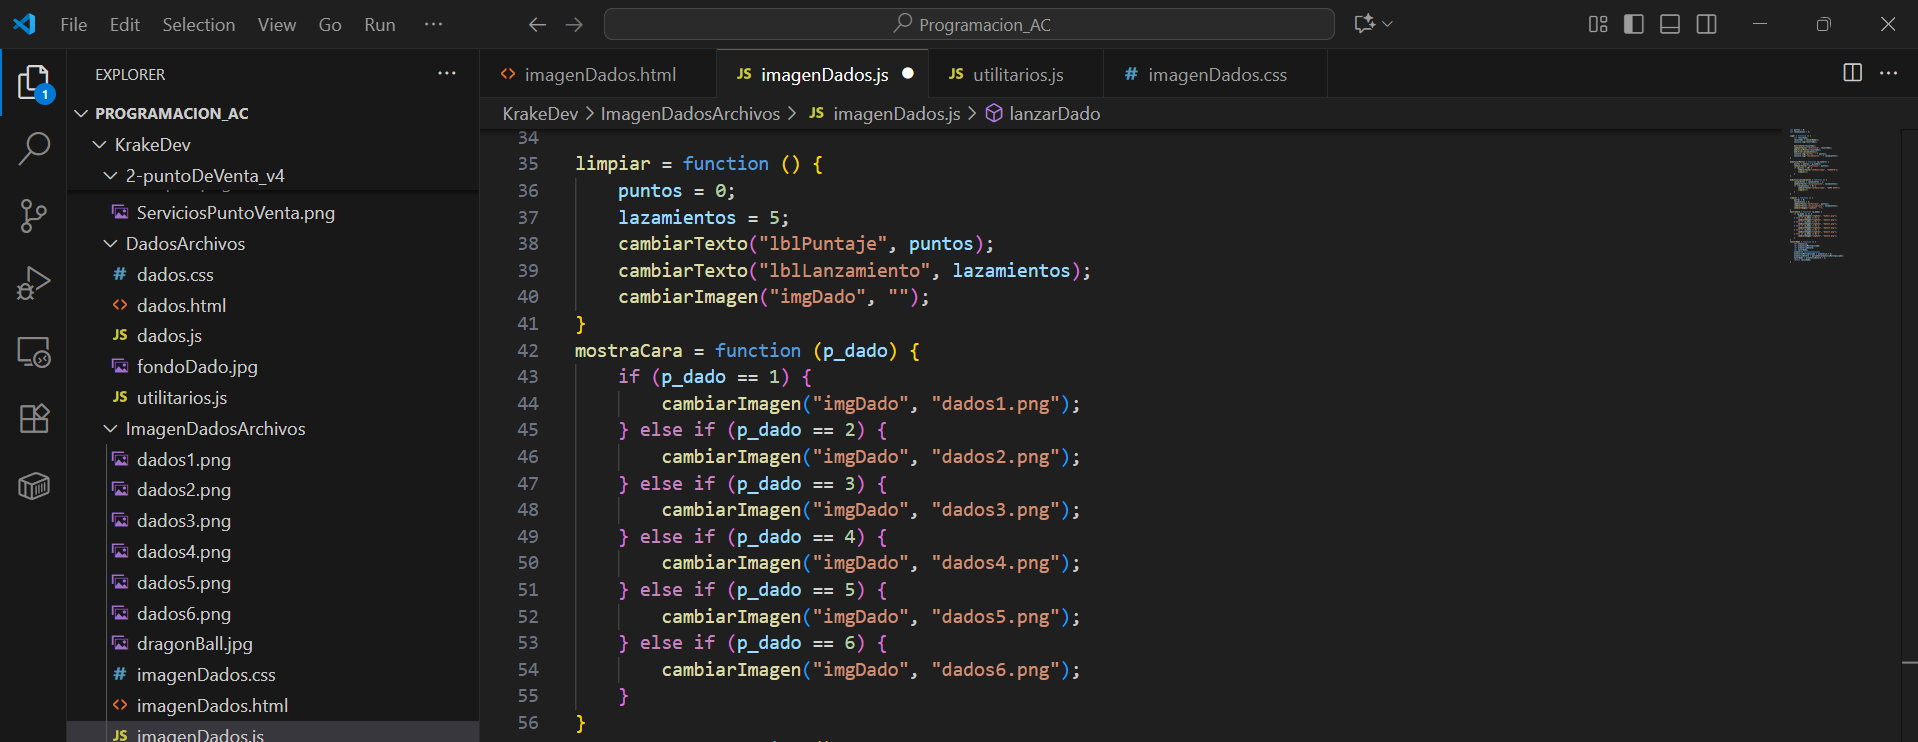 File Edit Selection View Go Run ···
Programacion_AC
EXPLORER ···
1
PROGRAMACION_AC
KrakeDev
2-puntoDeVenta_v4
ServiciosPuntoVenta.png
DadosArchivos
# dados.css
<> dados.html
JS dados.js
fondoDado.jpg
JS utilitarios.js
ImagenDadosArchivos
dados1.png
dados2.png
dados3.png
dados4.png
dados5.png
dados6.png
dragonBall.jpg
# imagenDados.css
<> imagenDados.html
JS imagenDados.js
<> imagenDados.html JS imagenDados.js JS utilitarios.js # imagenDados.css ···
KrakeDev > ImagenDadosArchivos > JS imagenDados.js > lanzarDado
34
35 limpiar = function () {
36 puntos = 0;
37 lazamientos = 5;
38 cambiarTexto("lblPuntaje", puntos);
39 cambiarTexto("lblLanzamiento", lazamientos);
40 cambiarImagen("imgDado", "");
41 }
42 mostraCara = function (p_dado) {
43 if (p_dado == 1) {
44 cambiarImagen("imgDado", "dados1.png");
45 } else if (p_dado == 2) {
46 cambiarImagen("imgDado", "dados2.png");
47 } else if (p_dado == 3) {
48 cambiarImagen("imgDado", "dados3.png");
49 } else if (p_dado == 4) {
50 cambiarImagen("imgDado", "dados4.png");
51 } else if (p_dado == 5) {
52 cambiarImagen("imgDado", "dados5.png");
53 } else if (p_dado == 6) {
54 cambiarImagen("imgDado", "dados6.png");
55 }
56 }